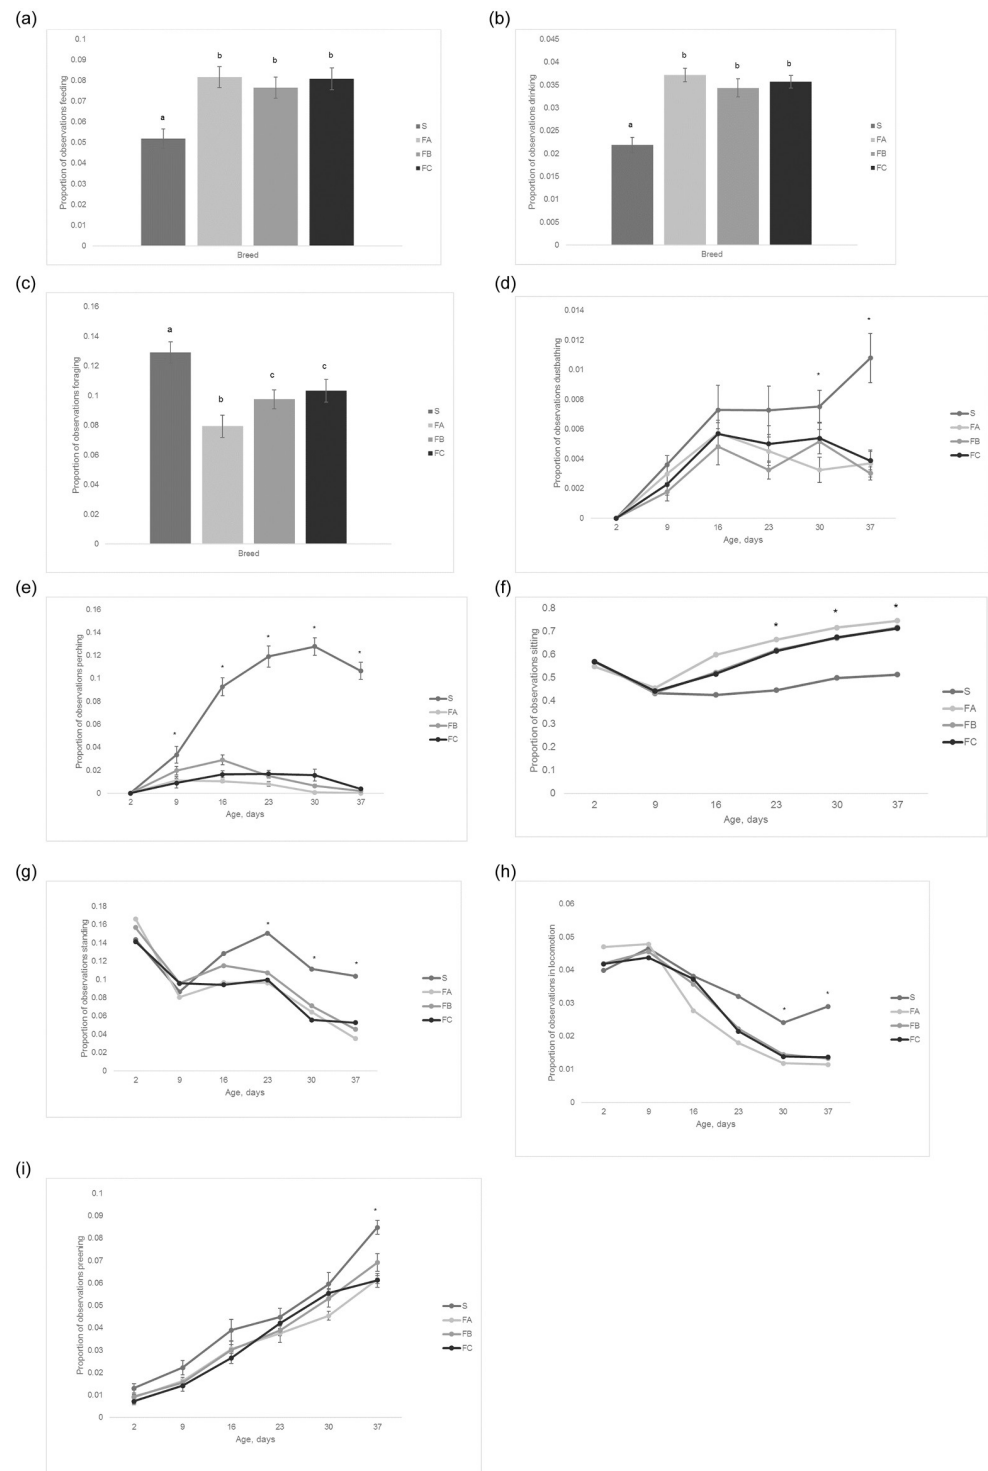 (a)
0.1
0.09
0.08
0.07
0.06
0.05
0.04
0.03
0.02
0.01
0
Proportion of observations feeding
a
b
b
b
Breed
S
FA
FB
FC
(b)
0.045
0.04
0.035
0.03
0.025
0.02
0.015
0.01
0.005
0
Proportion of observations drinking
a
b
b
b
Breed
S
FA
FB
FC
(c)
0.16
0.14
0.12
0.1
0.08
0.06
0.04
0.02
0
Proportion of observations foraging
a
b
c
c
Breed
S
FA
FB
FC
(d)
0.014
0.012
0.01
0.008
0.006
0.004
0.002
0
Proportion of observations dustbathing
*
*
2 9 16 23 30 37
Age, days
S
FA
FB
FC
(e)
0.16
0.14
0.12
0.1
0.08
0.06
0.04
0.02
0
Proportion of observations perching
* * * * *
2 9 16 23 30 37
Age, days
S
FA
FB
FC
(f)
0.8
0.7
0.6
0.5
0.4
0.3
0.2
0.1
0
Proportion of observations sitting
* * *
2 9 16 23 30 37
Age, days
S
FA
FB
FC
(g)
0.18
0.16
0.14
0.12
0.1
0.08
0.06
0.04
0.02
0
Proportion of observations standing
* * *
2 9 16 23 30 37
Age, days
S
FA
FB
FC
(h)
0.06
0.05
0.04
0.03
0.02
0.01
0
Proportion of observations in locomotion
* *
2 9 16 23 30 37
Age, days
S
FA
FB
FC
(i)
0.1
0.09
0.08
0.07
0.06
0.05
0.04
0.03
0.02
0.01
0
Proportion of observations preening
*
2 9 16 23 30 37
Age, days
S
FA
FB
FC